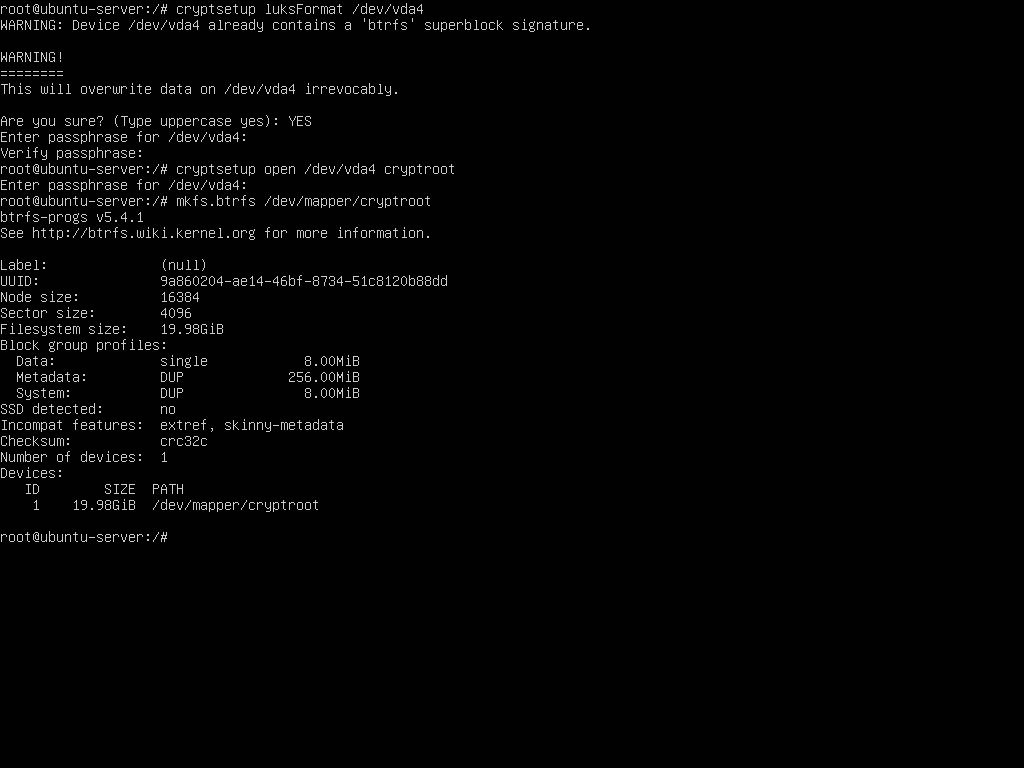 root@ubuntu-server:/# cryptsetup luksFormat /dev/vda4
WARNING: Device /dev/vda4 already contains a 'btrfs' superblock signature.
WARNING!
========
This will overwrite data on /dev/vda4 irrevocably.
Are you sure? (Type uppercase yes): YES
Enter passphrase for /dev/vda4:
Verify passphrase:
root@ubuntu-server:/# cryptsetup open /dev/vda4 cryptroot
Enter passphrase for /dev/vda4:
root@ubuntu-server:/# mkfs.btrfs /dev/mapper/cryptroot
btrfs-progs v5.4.1
See http://btrfs.wiki.kernel.org for more information.
Label:              (null)
UUID:               9a860204-ae14-46bf-8734-51c8120b88dd
Node size:          16384
Sector size:        4096
Filesystem size:    19.98GiB
Block group profiles:
  Data:             single            8.00MiB
  Metadata:         DUP             256.00MiB
  System:           DUP               8.00MiB
SSD detected:       no
Incompat features:  extref, skinny-metadata
Checksum:           crc32c
Number of devices:  1
Devices:
   ID        SIZE  PATH
    1    19.98GiB  /dev/mapper/cryptroot
root@ubuntu-server:/#